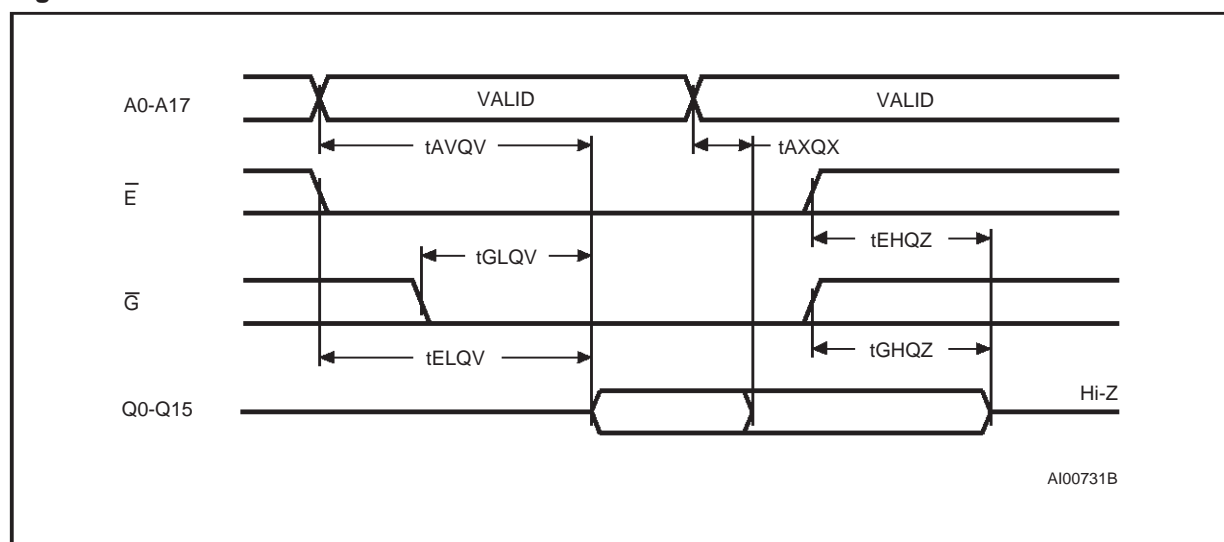 A0-A17
VALID
VALID
tAVQV
tAXQX
E
tEHQZ
tGLQV
G
tELQV
tGHQZ
Q0-Q15
Hi-Z
AI00731B